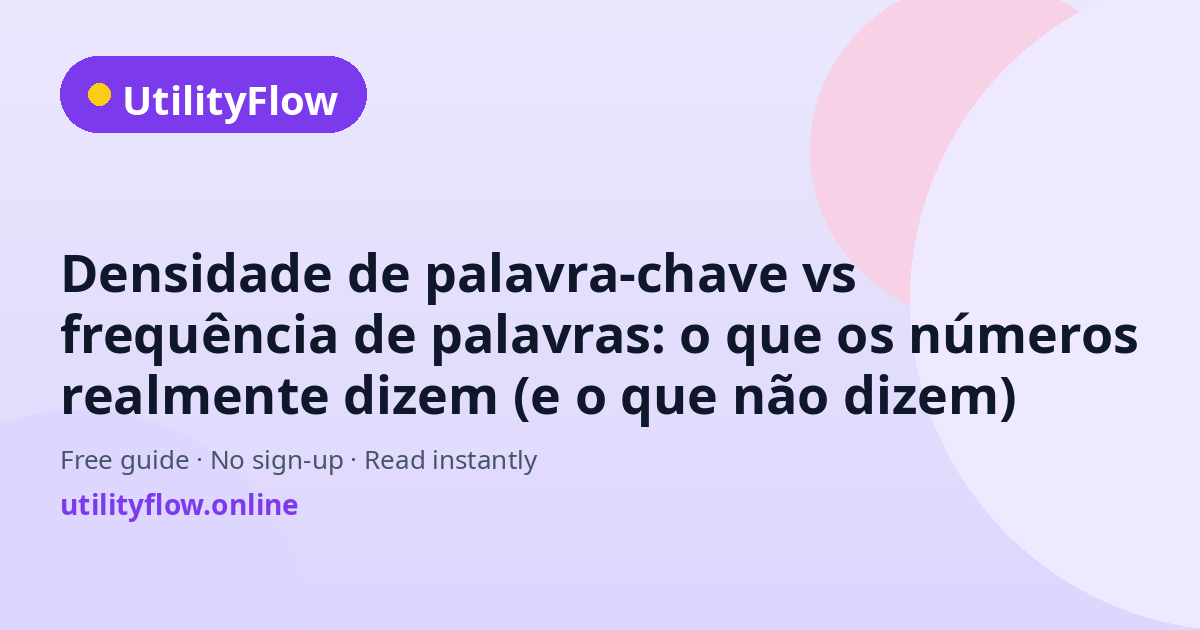 UtilityFlow
Densidade de palavra-chave vs
frequência de palavras: o que os números
realmente dizem (e o que não dizem)
Free guide · No sign-up · Read instantly
utilityflow.online